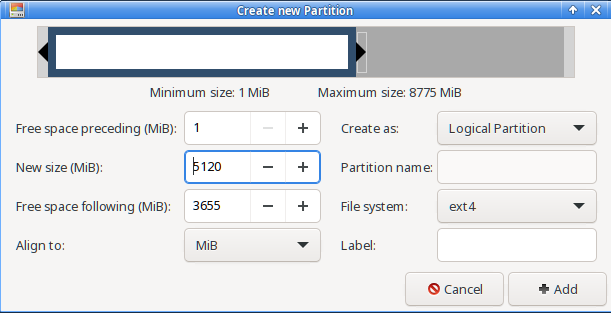 Create new Partition
Minimum size: 1 MiB Maximum size: 8775 MiB
Free space preceding (MiB): 1 − + Create as: Logical Partition
New size (MiB): 5120 − + Partition name:
Free space following (MiB): 3655 − + File system: ext4
Align to: MiB Label:
Cancel Add